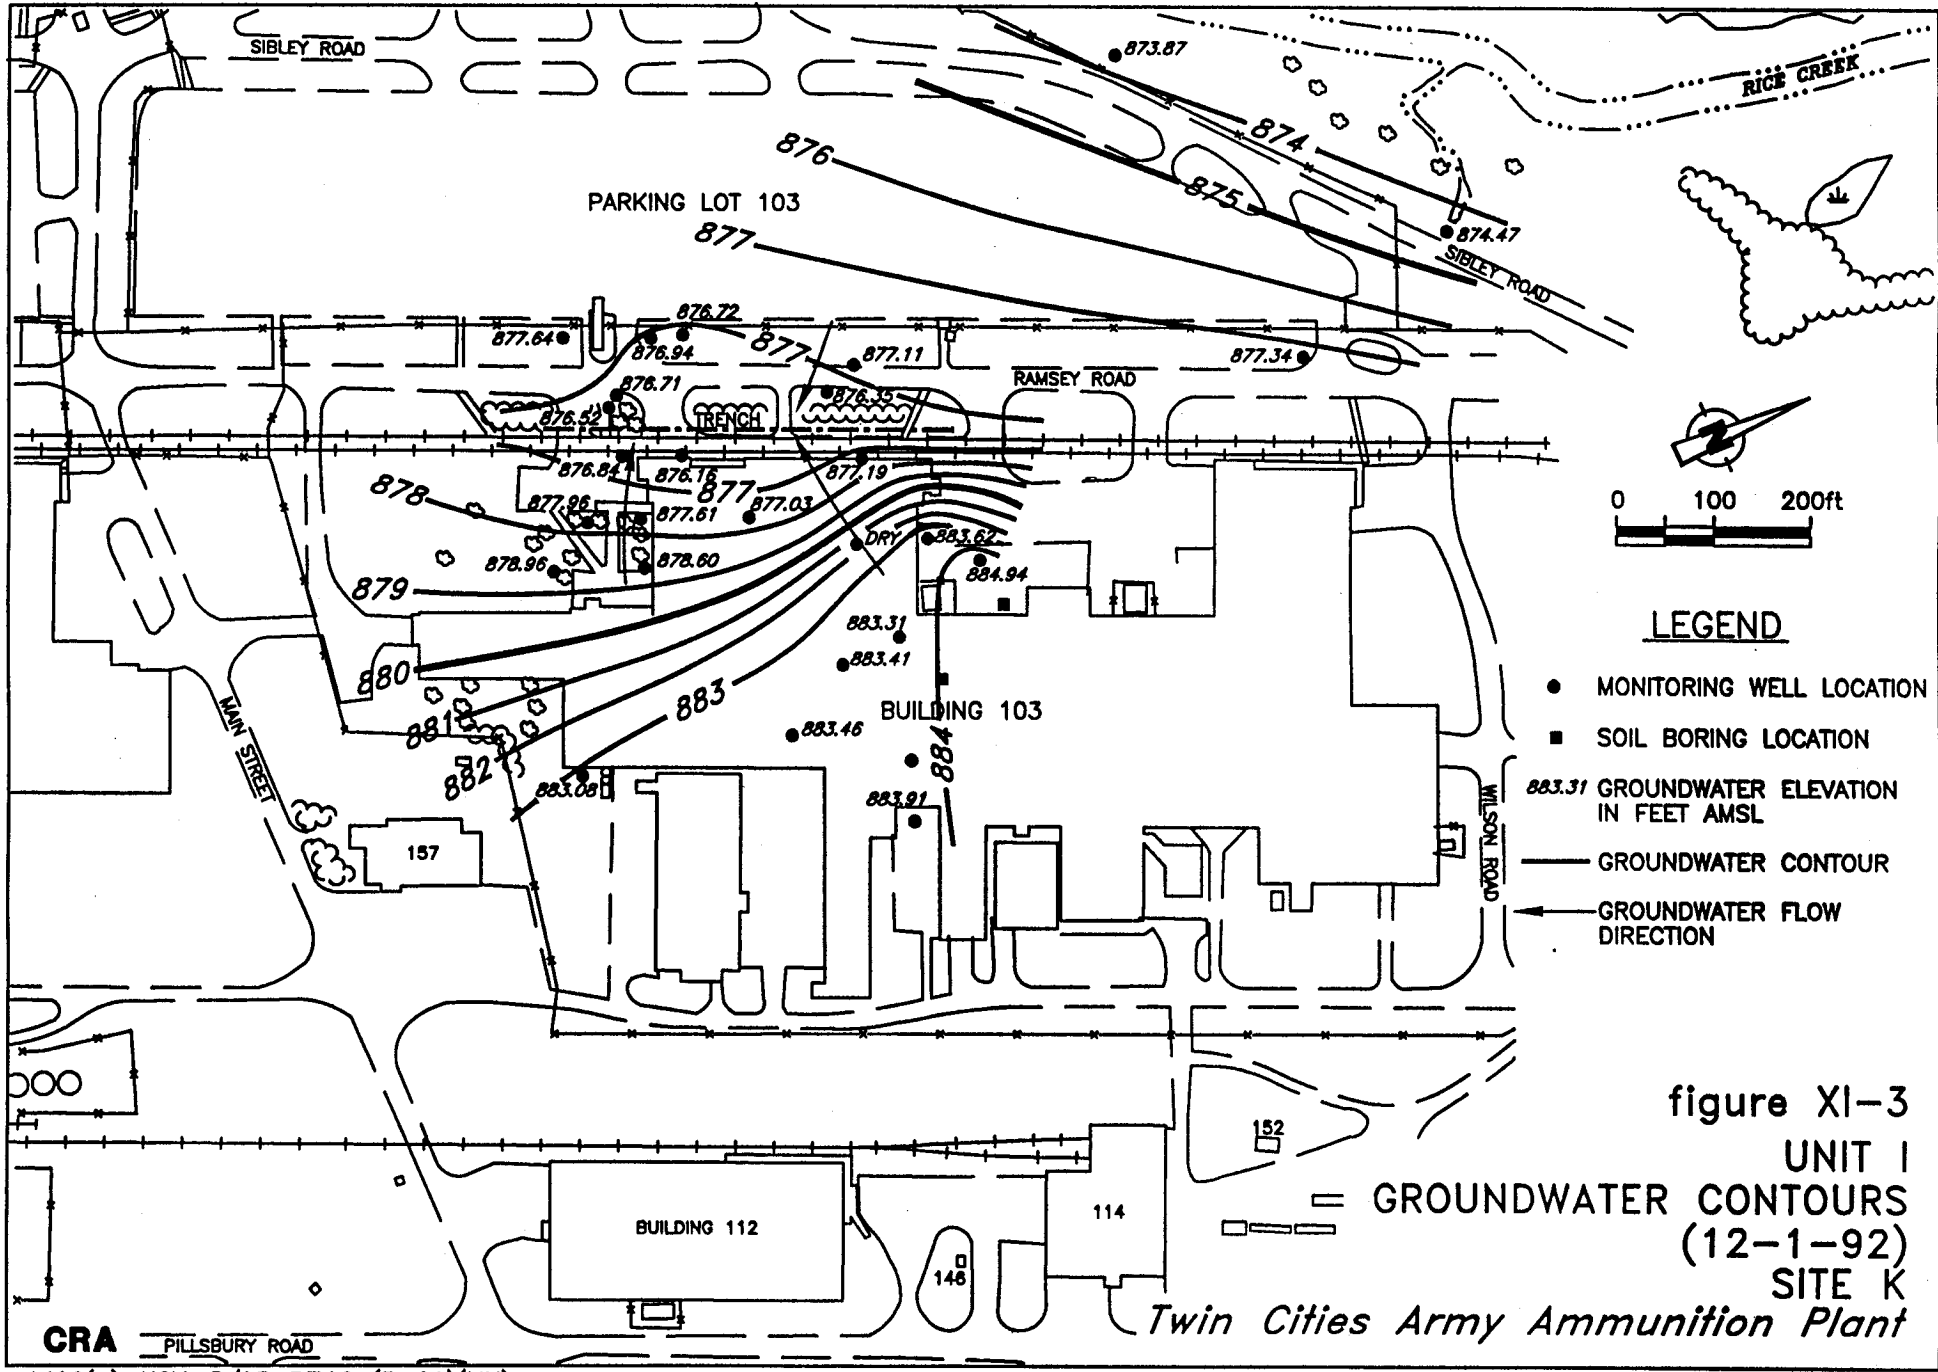 SIBLEY ROAD
873.87
RICE CREEK
874
876
875
PARKING LOT 103
877
874.47
SIBLEY ROAD
876.72
877.64
876.94
877
877.11
877.34
RAMSEY ROAD
876.71
876.35
876.52
TRENCH
N
876.84
876.16
877.19
878
877
0 100 200ft
877.96
877.61
877.03
DRY
883.62
878.96
878.60
884.94
879
LEGEND
883.31
883.41
880
MONITORING WELL LOCATION
883
BUILDING 103
MAIN STREET
881
883.46
SOIL BORING LOCATION
884
882
883.08
883.91
WILSON ROAD
883.31 GROUNDWATER ELEVATION
IN FEET AMSL
157
GROUNDWATER CONTOUR
GROUNDWATER FLOW
DIRECTION
figure XI-3
152
UNIT I
GROUNDWATER CONTOURS
114
BUILDING 112
(12-1-92)
146
SITE K
Twin Cities Army Ammunition Plant
CRA
PILLSBURY ROAD